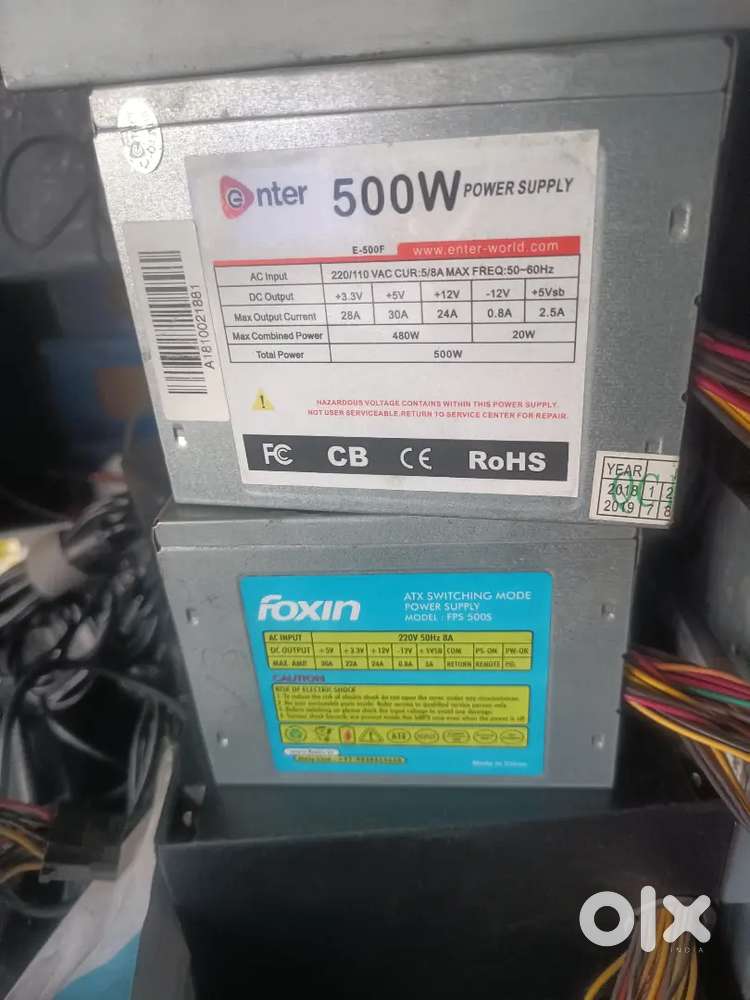 enter 500W POWER SUPPLY
E-500F www.enter-world.com
AC Input 220/110 VAC CUR:5/8A MAX FREQ:50~60Hz
DC Output +3.3V +5V +12V -12V +5Vsb
Max Output Current 28A 30A 24A 0.8A 2.5A
Max Combined Power 480W 20W
Total Power 500W
HAZARDOUS VOLTAGE CONTAINS WITHIN THIS POWER SUPPLY.
NOT USER SERVICEABLE.RETURN TO SERVICE CENTER FOR REPAIR.
FC CB CE RoHS
A1810021881
YEAR
2018 1 2
2019 7 8
QC
foxin
ATX SWITCHING MODE
POWER SUPPLY
MODEL : FPS 500S
AC INPUT 220V 50Hz 8A
DC OUTPUT +5V +3.3V +12V -12V +5VSB COM PS-ON PW-OK
MAX. AMP. 30A 22A 24A 0.8A 2A RETURN REMOTE P.G.
CAUTION
RISK OF ELECTRIC SHOCK
ATX
olx
INDIA